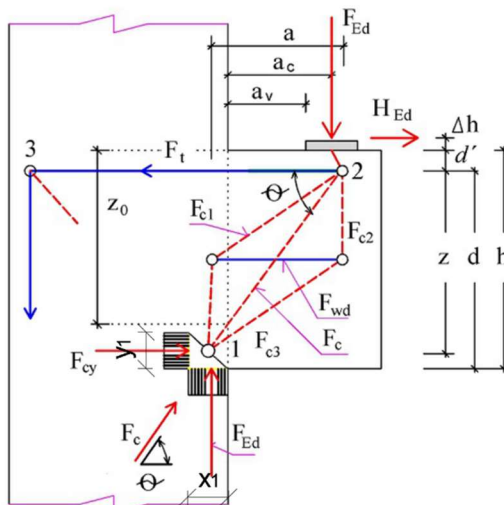 F_Ed
a
a_c
a_v
H_Ed
Δh
3
F_t
d′
2
z_0
Θ
F_c1
F_c2
z
d
h
F_wd
y_1
1
F_cy
F_c3
F_c
F_c
F_Ed
Θ
x_1